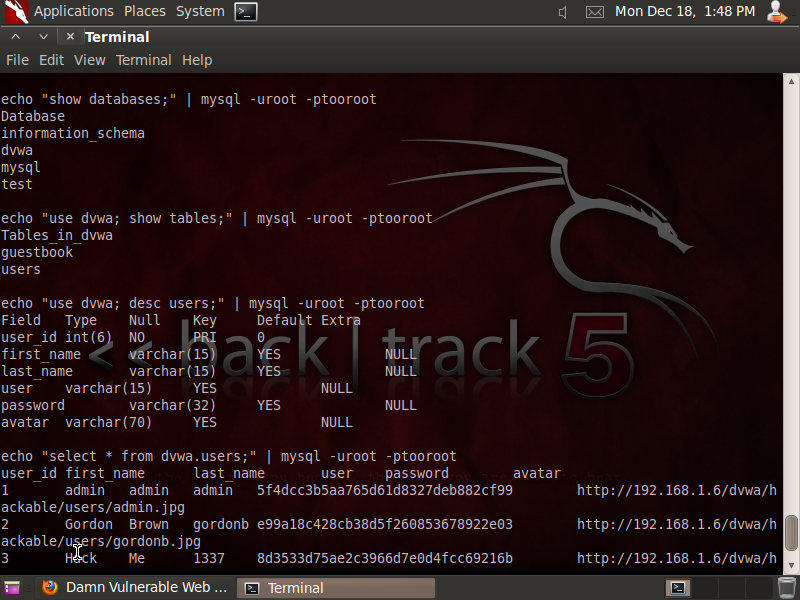 Applications Places System Mon Dec 18, 1:48 PM
Terminal
File Edit View Terminal Help
echo "show databases;" | mysql -uroot -ptooroot
Database
information_schema
dvwa
mysql
test
echo "use dvwa; show tables;" | mysql -uroot -ptooroot
Tables_in_dvwa
guestbook
users
echo "use dvwa; desc users;" | mysql -uroot -ptooroot
Field Type Null Key Default Extra
user_id int(6) NO PRI 0
first_name varchar(15) YES NULL
last_name varchar(15) YES NULL
user varchar(15) YES NULL
password varchar(32) YES NULL
avatar varchar(70) YES NULL
<< back | track 5
echo "select * from dvwa.users;" | mysql -uroot -ptooroot
user_id first_name last_name user password avatar
1 admin admin admin 5f4dcc3b5aa765d61d8327deb882cf99 http://192.168.1.6/dvwa/h
ackable/users/admin.jpg
2 Gordon Brown gordonb e99a18c428cb38d5f260853678922e03 http://192.168.1.6/dvwa/h
ackable/users/gordonb.jpg
3 Hack Me 1337 8d3533d75ae2c3966d7e0d4fcc69216b http://192.168.1.6/dvwa/h
Damn Vulnerable Web ... Terminal